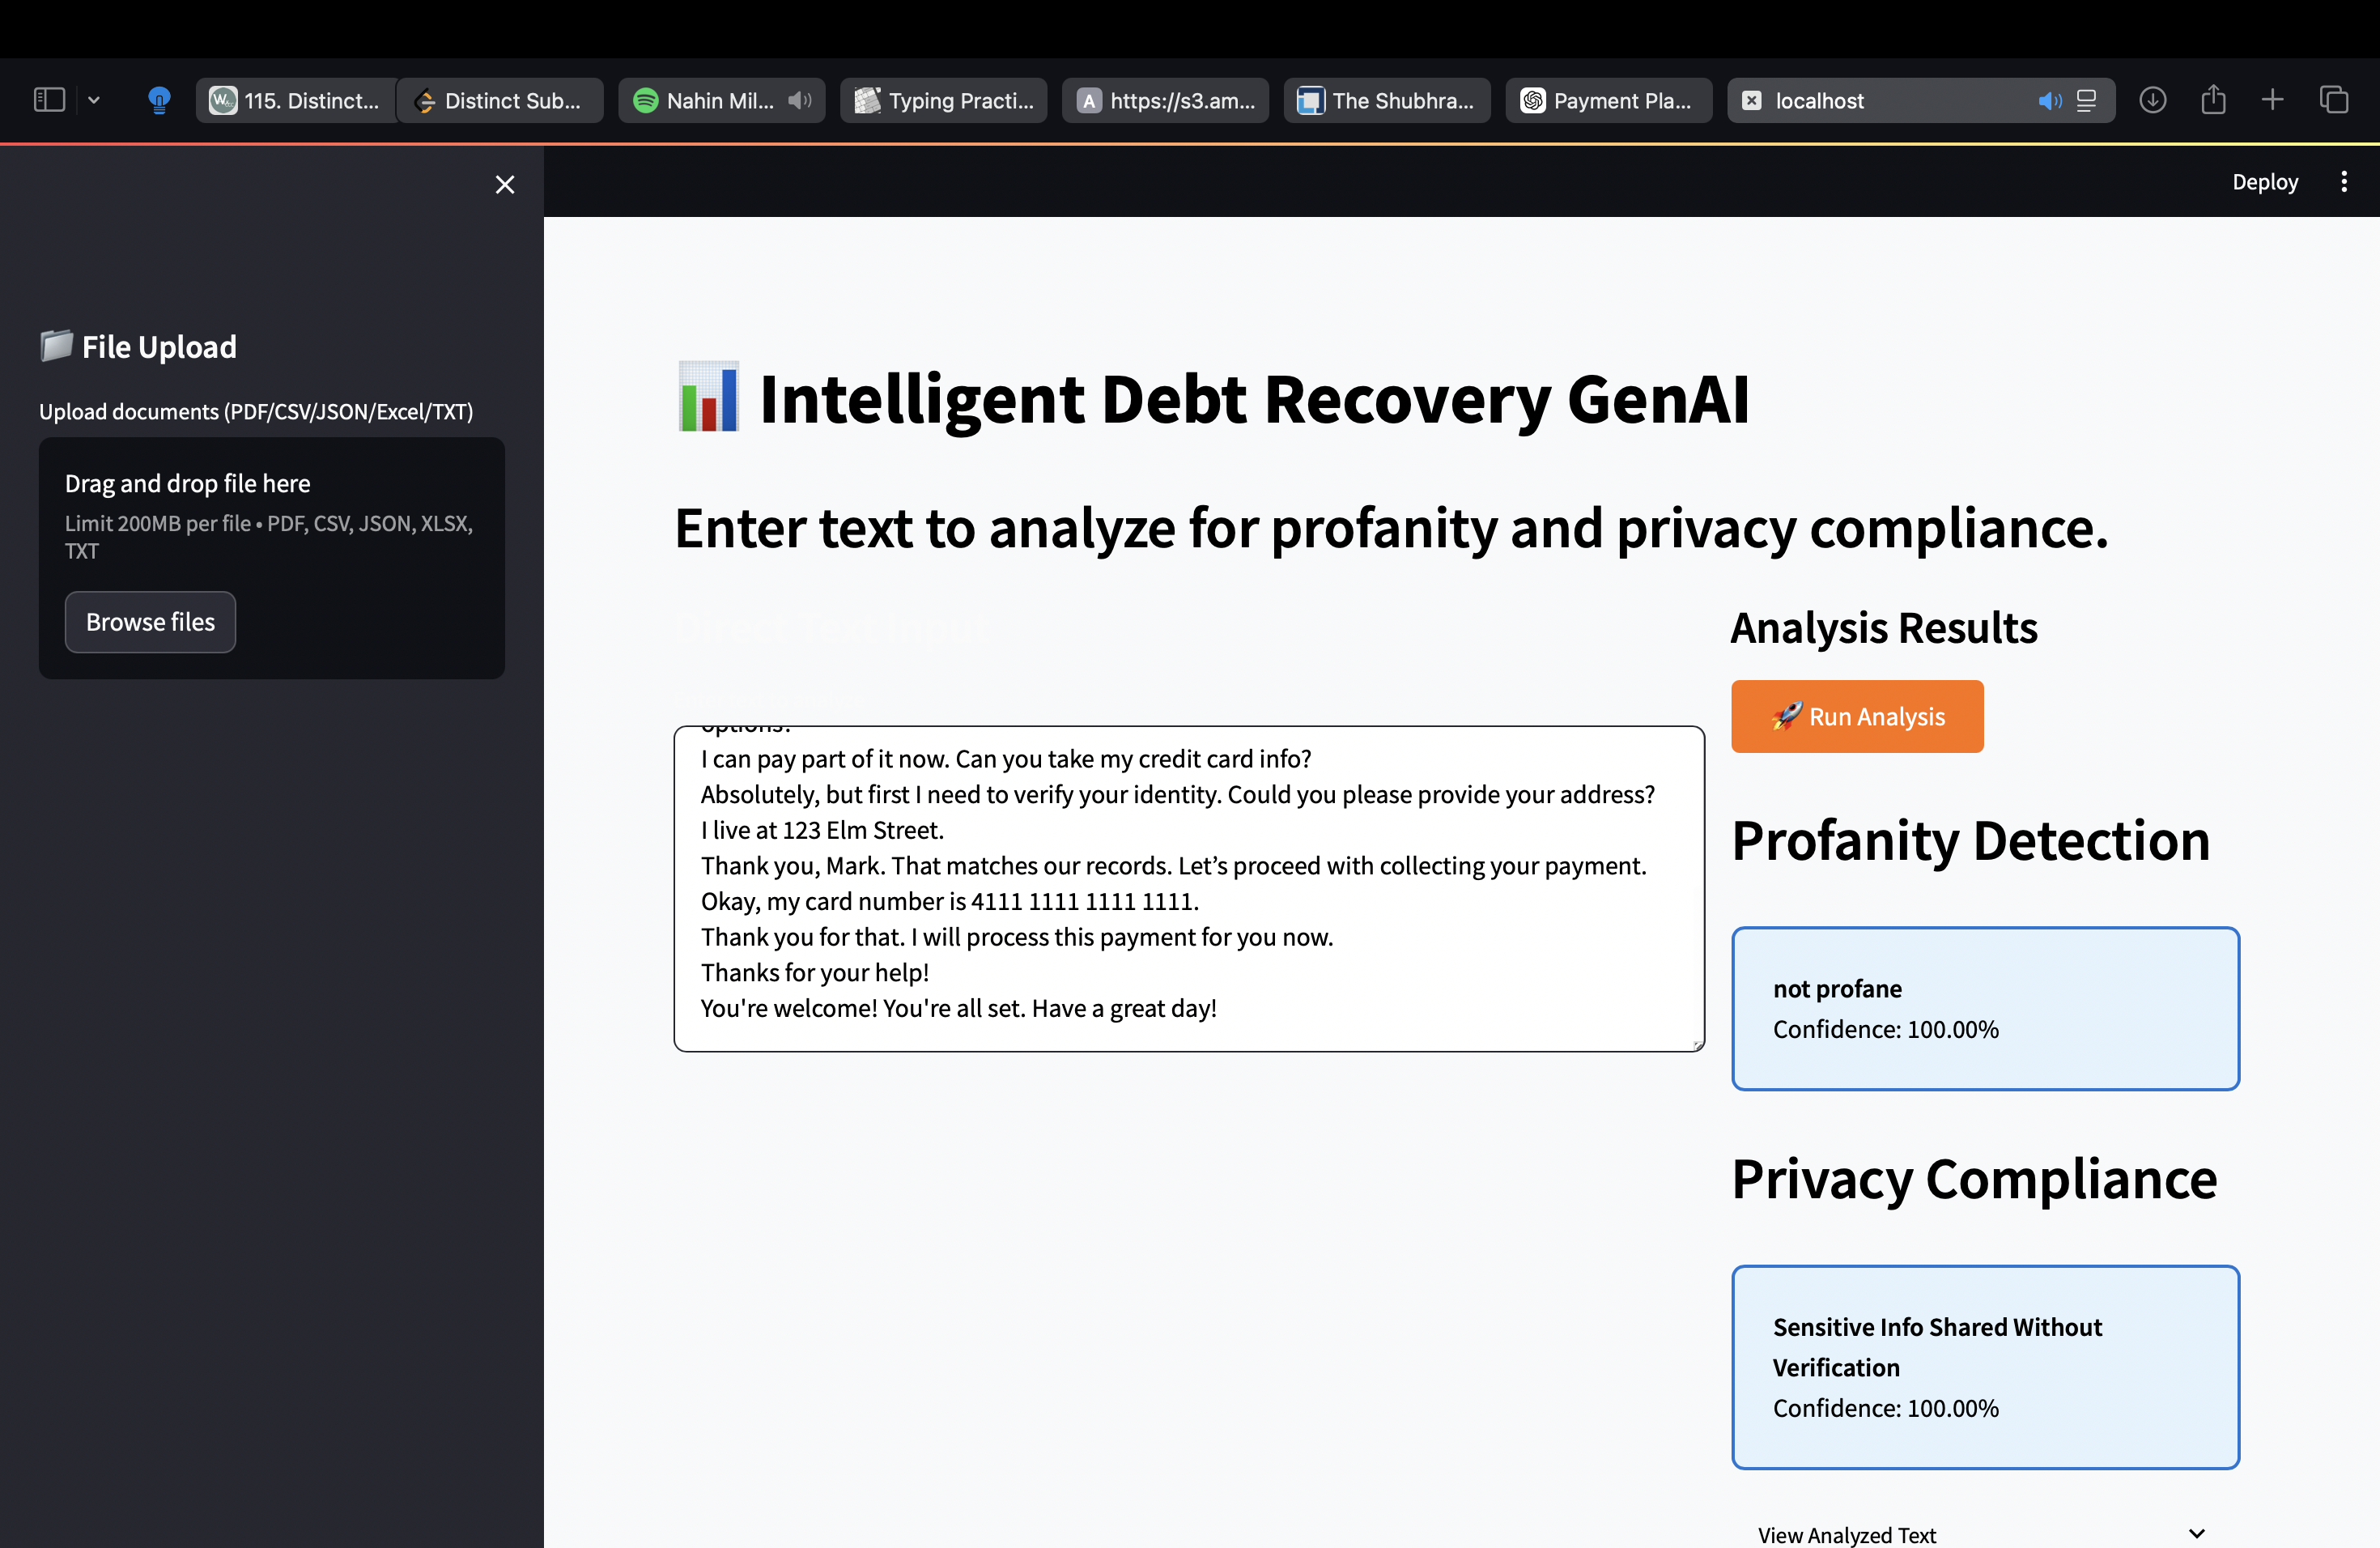 115. Distinct...
Distinct Sub...
Nahin Mil...
Typing Practi...
A
https://s3.am...
The Shubhra...
Payment Pla...
localhost
Deploy
File Upload
Upload documents (PDF/CSV/JSON/Excel/TXT)
Drag and drop file here
Limit 200MB per file • PDF, CSV, JSON, XLSX,
TXT
Browse files
Intelligent Debt Recovery GenAI
Enter text to analyze for profanity and privacy compliance.
options?
I can pay part of it now. Can you take my credit card info?
Absolutely, but first I need to verify your identity. Could you please provide your address?
I live at 123 Elm Street.
Thank you, Mark. That matches our records. Let’s proceed with collecting your payment.
Okay, my card number is 4111 1111 1111 1111.
Thank you for that. I will process this payment for you now.
Thanks for your help!
You're welcome! You're all set. Have a great day!
Analysis Results
🚀 Run Analysis
Profanity Detection
not profane
Confidence: 100.00%
Privacy Compliance
Sensitive Info Shared Without
Verification
Confidence: 100.00%
View Analyzed Text